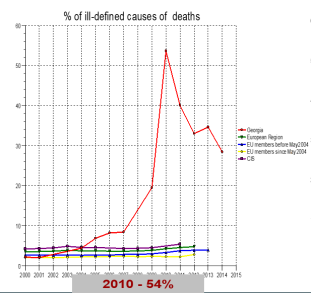 % of ill-defined causes of deaths
60
50
40
30
20
10
0
2000 2001 2002 2003 2004 2005 2006 2007 2008 2009 2010 2011 2012 2013 2014 2015
Georgia
European Region
EU members before May2004
EU members since May2004
CIS
2010 - 54%